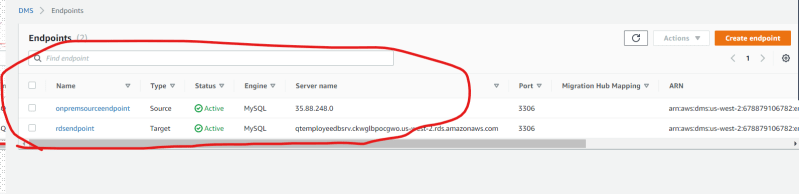 DMS > Endpoints
Endpoints (2)
Actions
Create endpoint
Find endpoint
1
Name Type Status Engine Server name Port Migration Hub Mapping ARN
onpremsourceendpoint Source Active MySQL 35.88.248.0 3306 arn:aws:dms:us-west-2:678879106782:e
rdsendpoint Target Active MySQL qtemployeedbsrv.ckwglbpocgwo.us-west-2.rds.amazonaws.com 3306 arn:aws:dms:us-west-2:678879106782:e